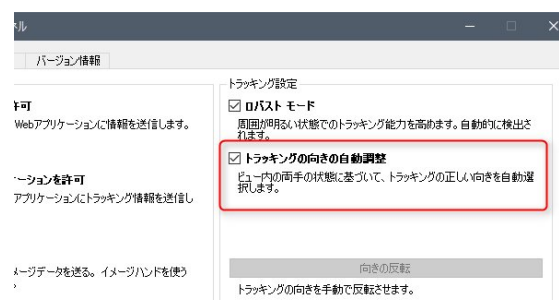 ネル
バージョン情報
許可
Webアプリケーションに情報を送信します。
ーションを許可
アプリケーションにトラッキング情報を送信し
メージデータを送る。イメージハンドを使う
トラッキング設定
ロバスト モード
周囲が明るい状態でのトラッキング能力を高めます。自動的に検出さ
れます。
トラッキングの向きの自動調整
ビュー内の両手の状態に基づいて、トラッキングの正しい向きを自動選
択します。
向きの反転
トラッキングの向きを手動で反転させます。